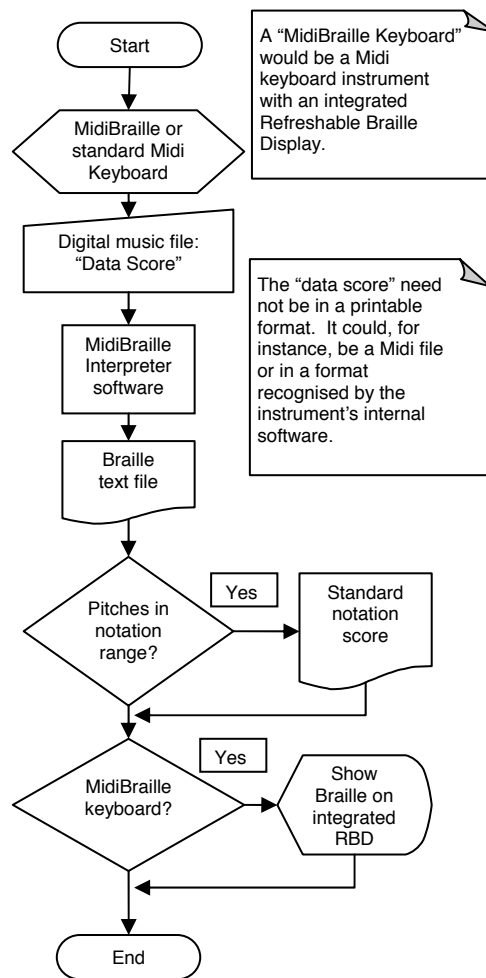 Start
A “MidiBraille Keyboard”
would be a Midi
keyboard instrument
with an integrated
Refreshable Braille
Display.
MidiBraille or
standard Midi
Keyboard
Digital music file:
“Data Score”
The “data score” need
not be in a printable
format.  It could, for
instance, be a Midi file
or in a format
recognised by the
instrument’s internal
software.
MidiBraille
Interpreter
software
Braille
text file
Pitches in
notation
range?
Yes
Standard
notation
score
MidiBraille
keyboard?
Yes
Show
Braille on
integrated
RBD
End